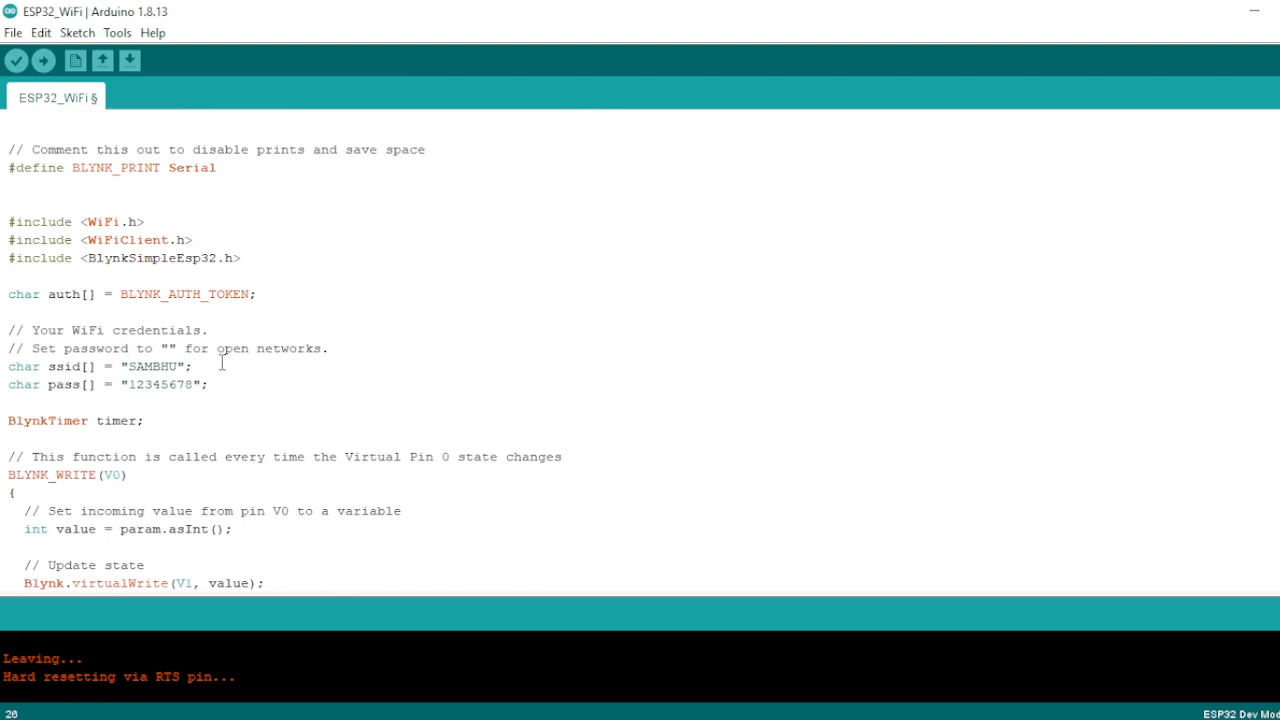 ESP32_WiFi | Arduino 1.8.13
File Edit Sketch Tools Help
ESP32_WiFi §
// Comment this out to disable prints and save space
#define BLYNK_PRINT Serial
#include <WiFi.h>
#include <WiFiClient.h>
#include <BlynkSimpleEsp32.h>
char auth[] = BLYNK_AUTH_TOKEN;
// Your WiFi credentials.
// Set password to "" for open networks.
char ssid[] = "SAMBHU";
char pass[] = "12345678";
BlynkTimer timer;
// This function is called every time the Virtual Pin 0 state changes
BLYNK_WRITE(V0)
{
// Set incoming value from pin V0 to a variable
int value = param.asInt();
// Update state
Blynk.virtualWrite(V1, value);
Leaving...
Hard resetting via RTS pin...
26 ESP32 Dev Mod